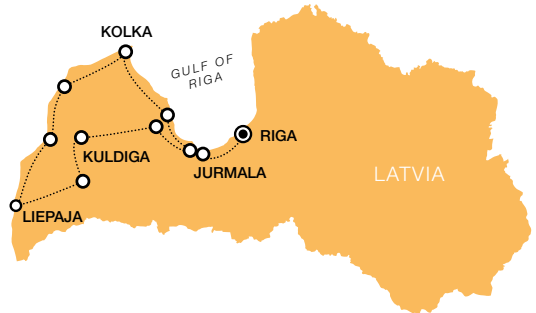 KOLKA
GULF OF
RIGA
RIGA
KULDIGA
JURMALA
LATVIA
LIEPAJA